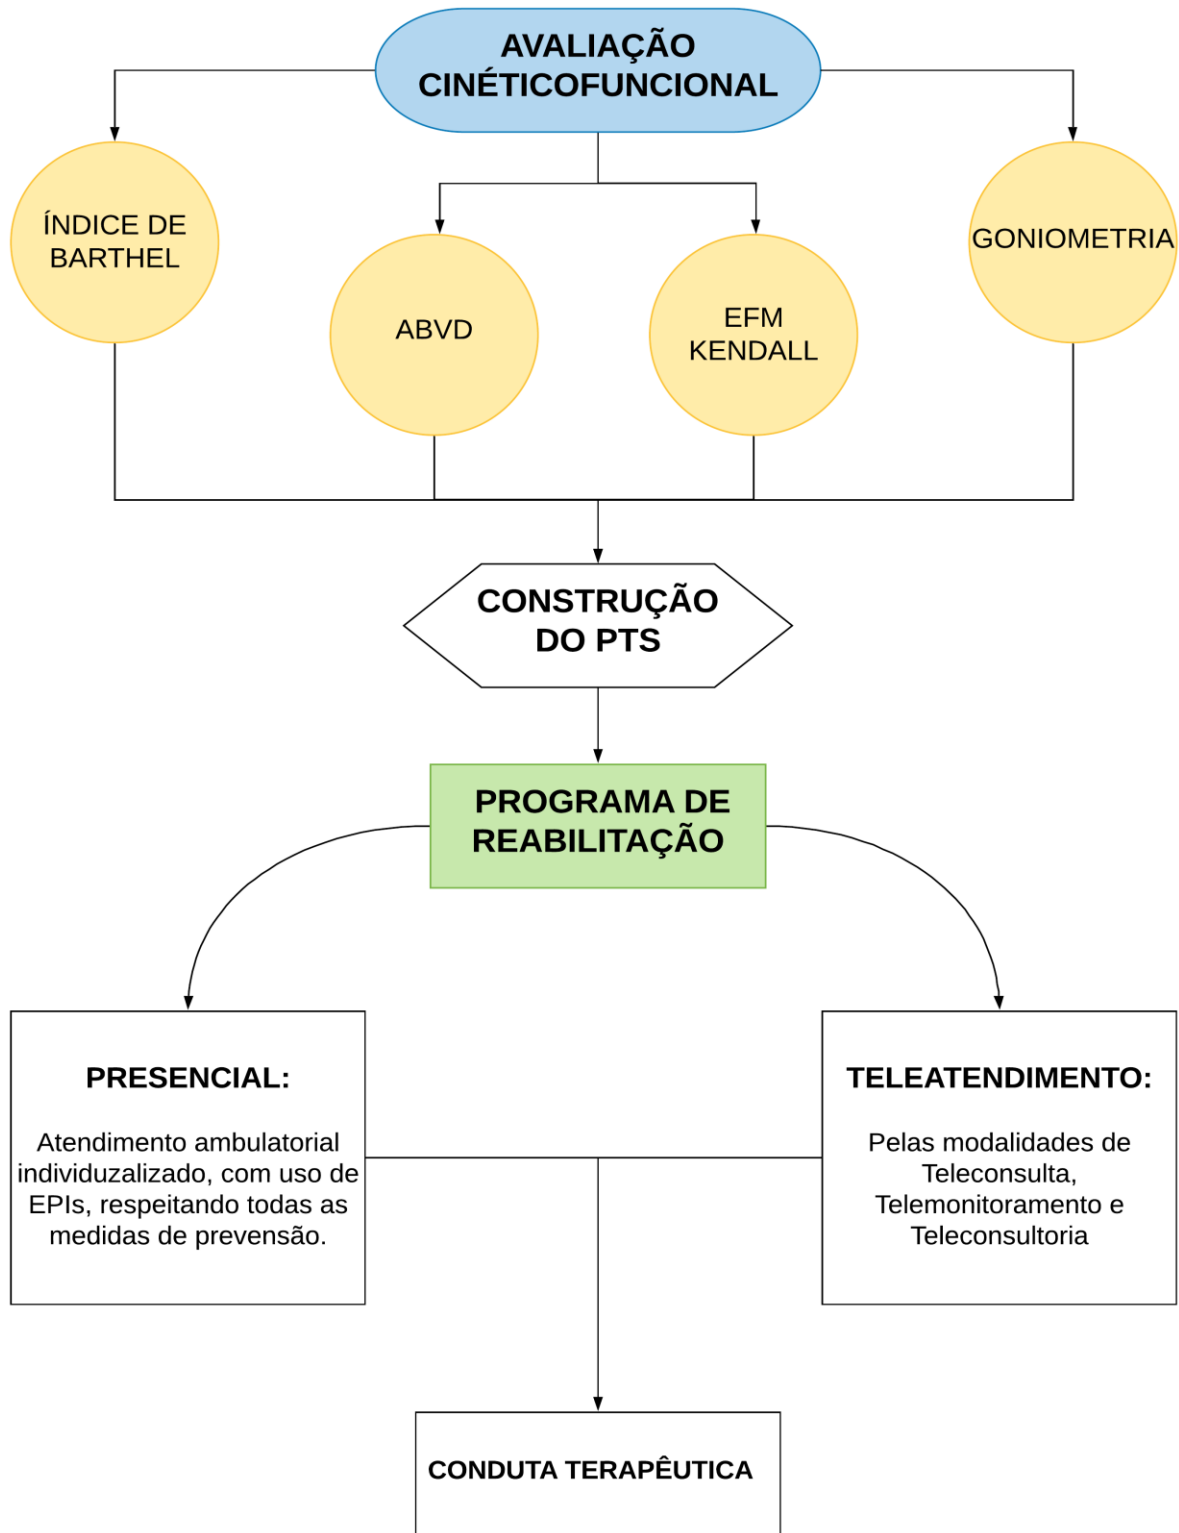 AVALIAÇÃO
CINÉTICOFUNCIONAL
ÍNDICE DE
BARTHEL
ABVD
EFM
KENDALL
GONIOMETRIA
CONSTRUÇÃO
DO PTS
PROGRAMA DE
REABILITAÇÃO
PRESENCIAL:
Atendimento ambulatorial
individuzalizado, com uso de
EPIs, respeitando todas as
medidas de prevensão.
TELEATENDIMENTO:
Pelas modalidades de
Teleconsulta,
Telemonitoramento e
Teleconsultoria
CONDUTA TERAPÊUTICA